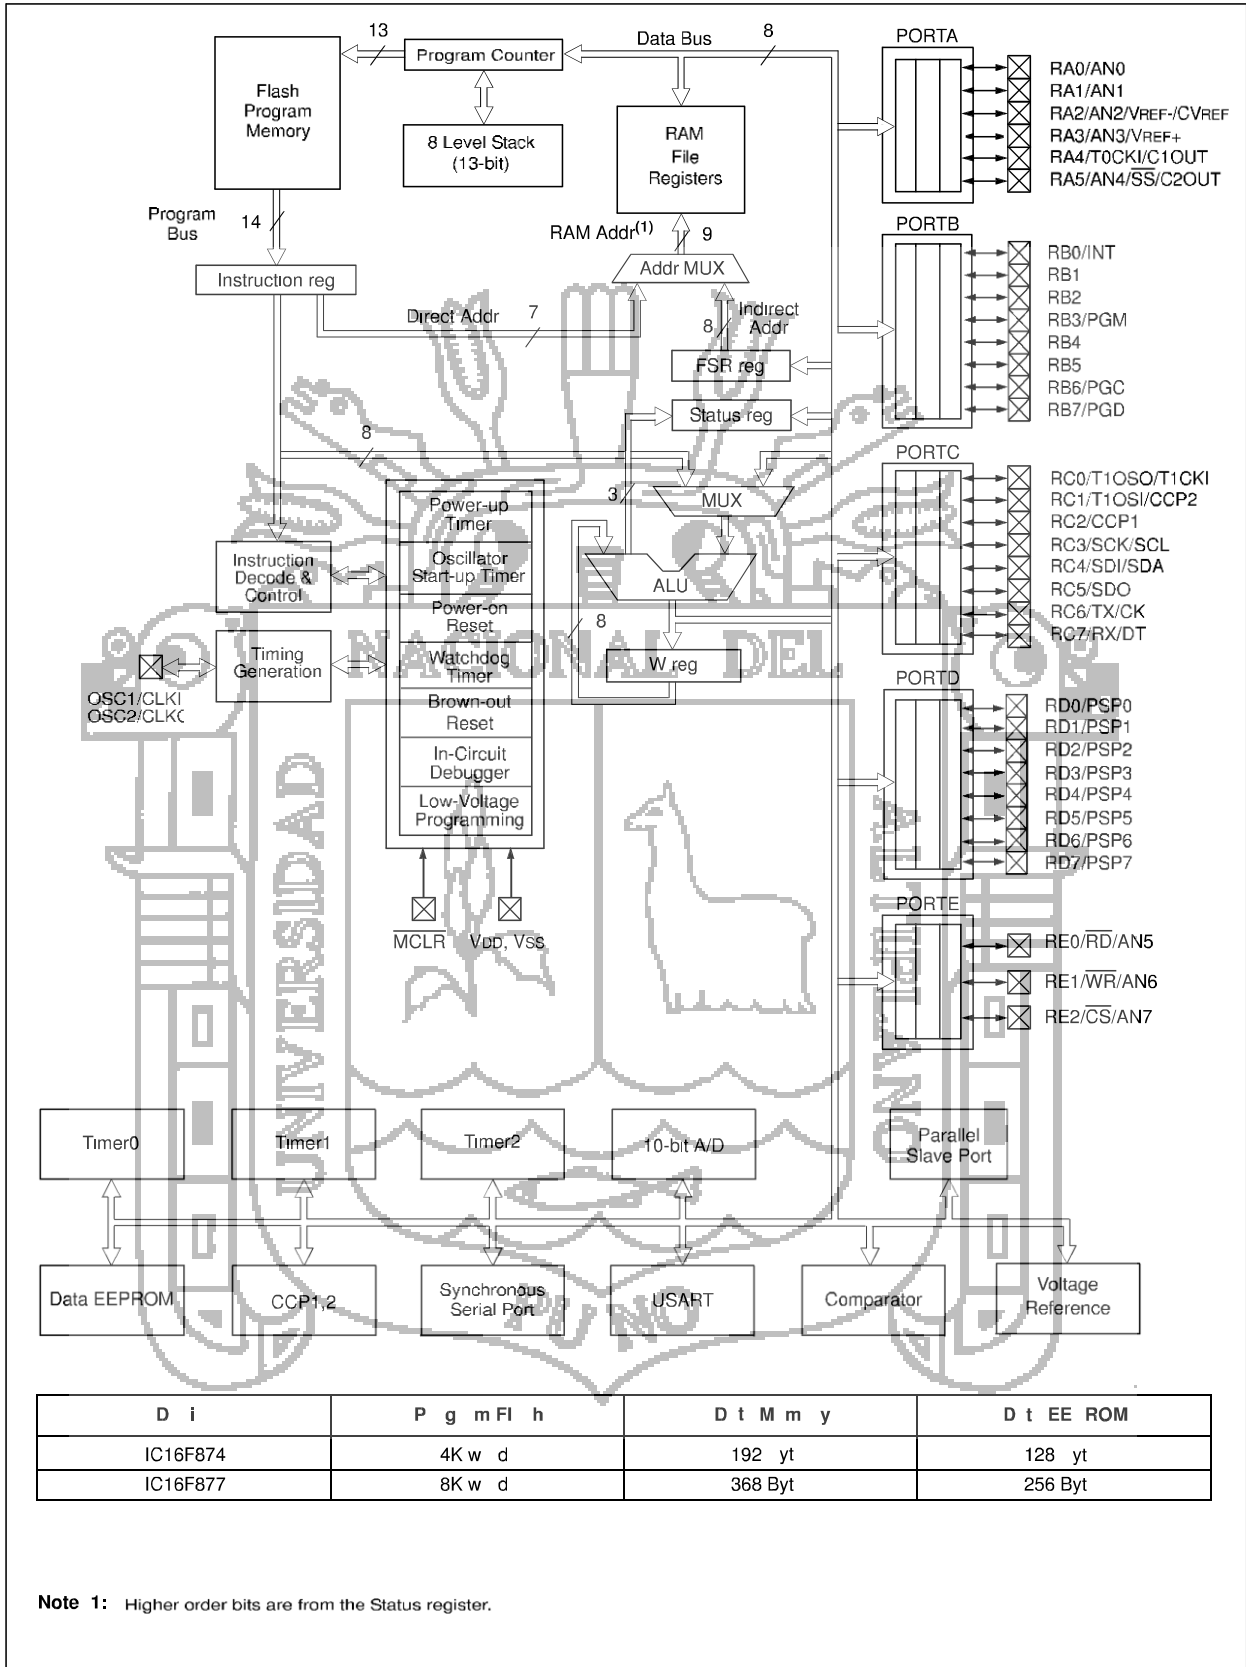 13
Data Bus
8
PORTA
Program Counter
Flash
Program
Memory
8 Level Stack
(13-bit)
RAM
File
Registers
RA0/AN0
RA1/AN1
RA2/AN2/VREF-/CVREF
RA3/AN3/VREF+
RA4/T0CKI/C1OUT
RA5/AN4/SS/C2OUT
Program
Bus
14
RAM Addr(1)
9
PORTB
Addr MUX
Instruction reg
Direct Addr
7
8
Indirect
Addr
FSR reg
Status reg
RB0/INT
RB1
RB2
RB3/PGM
RB4
RB5
RB6/PGC
RB7/PGD
8
3
MUX
PORTC
RC0/T1OSO/T1CKI
RC1/T1OSI/CCP2
RC2/CCP1
RC3/SCK/SCL
RC4/SDI/SDA
RC5/SDO
RC6/TX/CK
RC7/RX/DT
Power-up
Timer
Oscillator
Start-up Timer
Power-on
Reset
Watchdog
Timer
Brown-out
Reset
In-Circuit
Debugger
Low-Voltage
Programming
Instruction
Decode &
Control
Timing
Generation
OSC1/CLKI
ALU
8
W reg
MCLR
VDD, VSS
PORTD
RD0/PSP0
RD1/PSP1
RD2/PSP2
RD3/PSP3
RD4/PSP4
RD5/PSP5
RD6/PSP6
RD7/PSP7
PORTE
RE0/RD/AN5
RE1/WR/AN6
RE2/CS/AN7
UNIVERSIDAD
NACIONAL DEL
PUNO
Timer0
Timer1
Timer2
10-bit A/D
Parallel
Slave Port
Data EEPROM
CCP1,2
Synchronous
Serial Port
USART
Comparator
Voltage
Reference
D i P g m Fl h D t M m y D t EE ROM
IC16F874 4K w d 192 yt 128 yt
IC16F877 8K w d 368 Byt 256 Byt
Note 1: Higher order bits are from the Status register.